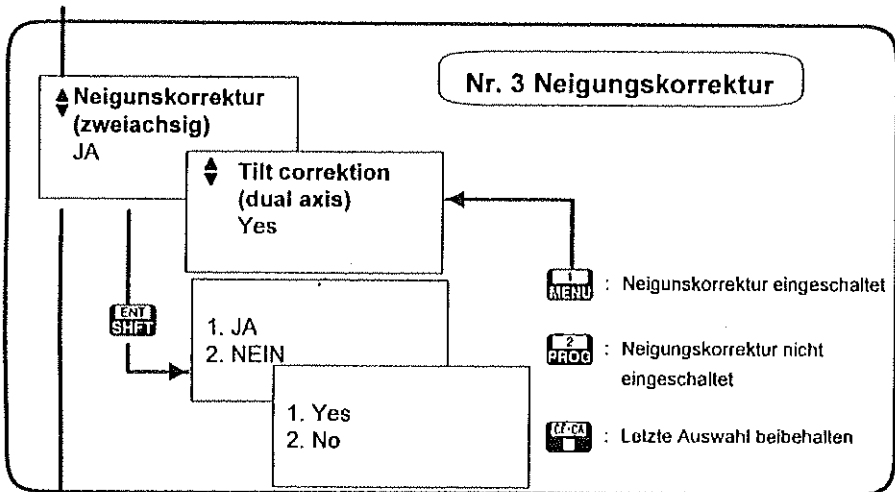 Nr. 3 Neigungskorrektur
Neigunskorrektur
(zweiachsig)
JA
Tilt correktion
(dual axis)
Yes
ENT
SHFT
1. JA
2. NEIN
1. Yes
2. No
1
MENU : Neigunskorrektur eingeschaltet
2
PROG : Neigungskorrektur nicht
eingeschaltet
CE·CA : Letzte Auswahl beibehalten